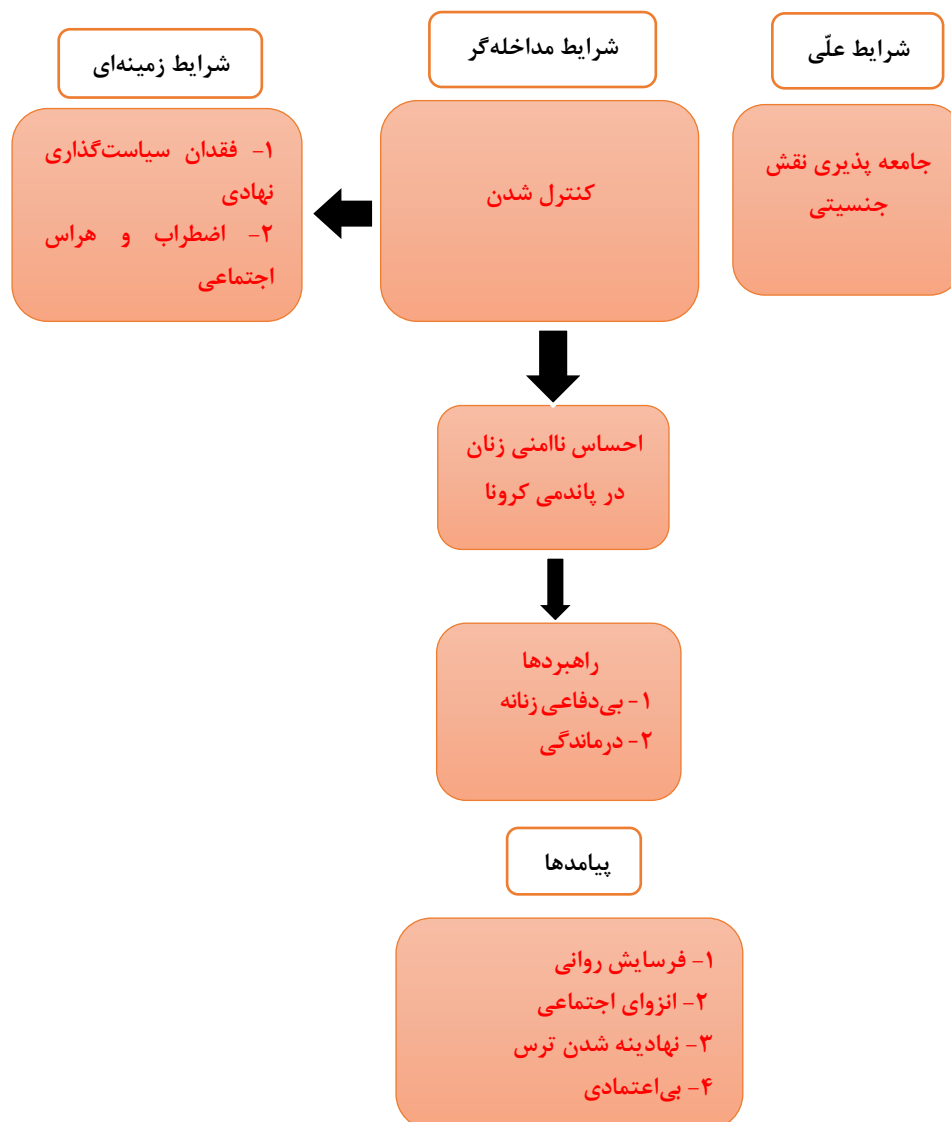 شرایط علّی
جامعه پذیری نقش
جنسیتی
شرایط مداخله‌گر
کنترل شدن
شرایط زمینه‌ای
۱- فقدان سیاست‌گذاری
نهادی
۲- اضطراب و هراس
اجتماعی
احساس ناامنی زنان
در پاندمی کرونا
راهبردها
۱- بی‌دفاعی زنانه
۲- درماندگی
پیامدها
۱- فرسایش روانی
۲- انزوای اجتماعی
۳- نهادینه شدن ترس
۴- بی‌اعتمادی